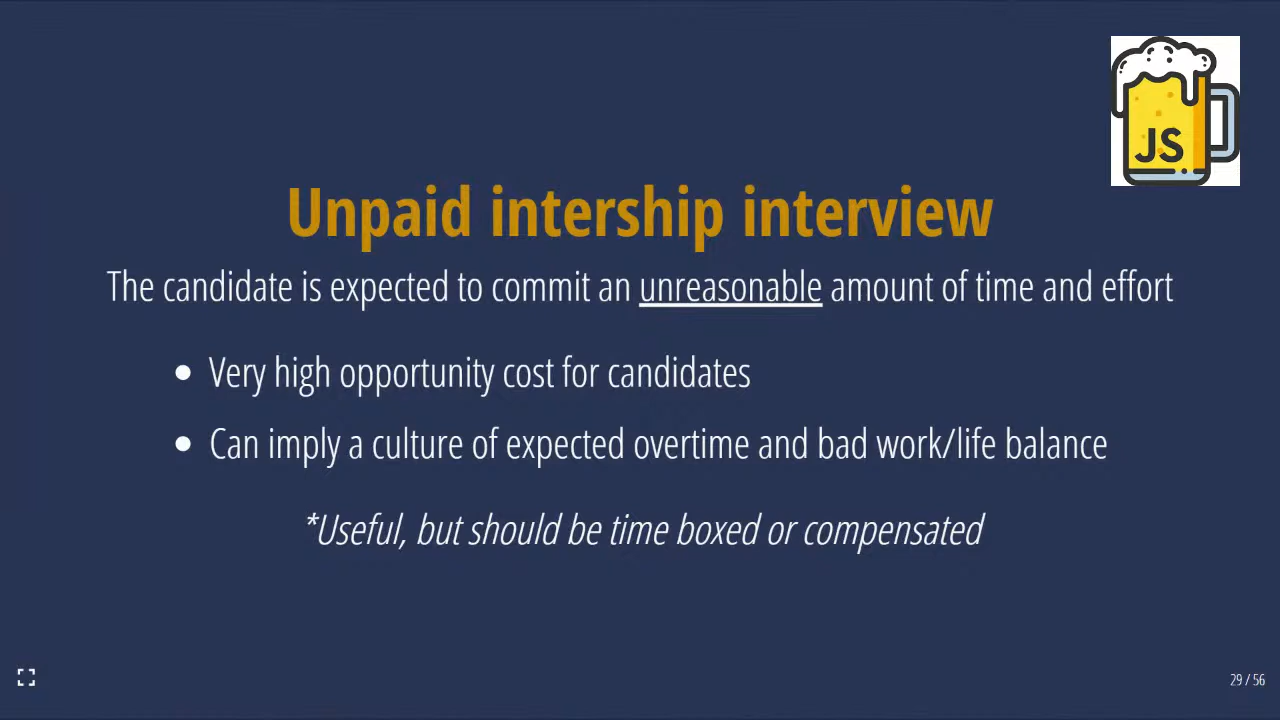 JS
Unpaid intership interview
The candidate is expected to commit an unreasonable amount of time and effort
• Very high opportunity cost for candidates
• Can imply a culture of expected overtime and bad work/life balance
*Useful, but should be time boxed or compensated
29 / 56